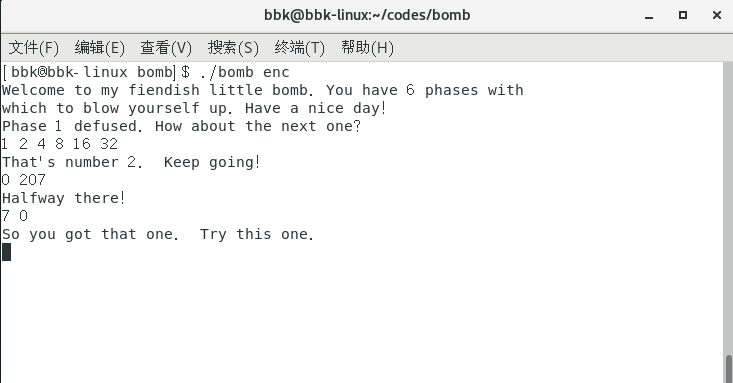 bbk@bbk-linux:~/codes/bomb
文件(F) 编辑(E) 查看(V) 搜索(S) 终端(T) 帮助(H)
[bbk@bbk-linux bomb]$ ./bomb enc
Welcome to my fiendish little bomb. You have 6 phases with
which to blow yourself up. Have a nice day!
Phase 1 defused. How about the next one?
1 2 4 8 16 32
That's number 2.  Keep going!
0 207
Halfway there!
7 0
So you got that one.  Try this one.